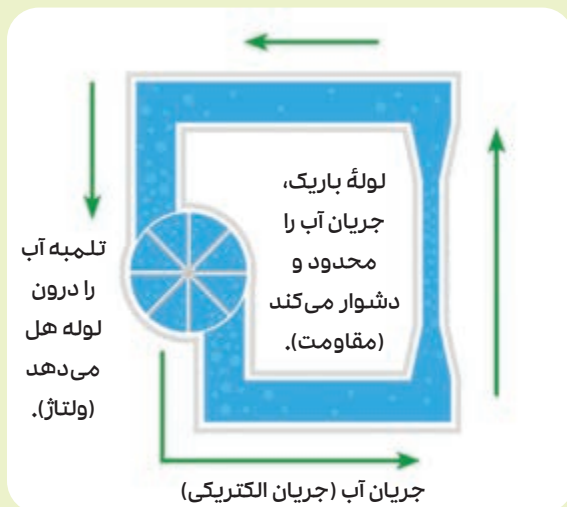 لولهٔ باریک،
جریان آب را
محدود و
دشوار می‌کند
(مقاومت).
تلمبه آب
را درون
لوله هل
می‌دهد
(ولتاژ).
جریان آب (جریان الکتریکی)